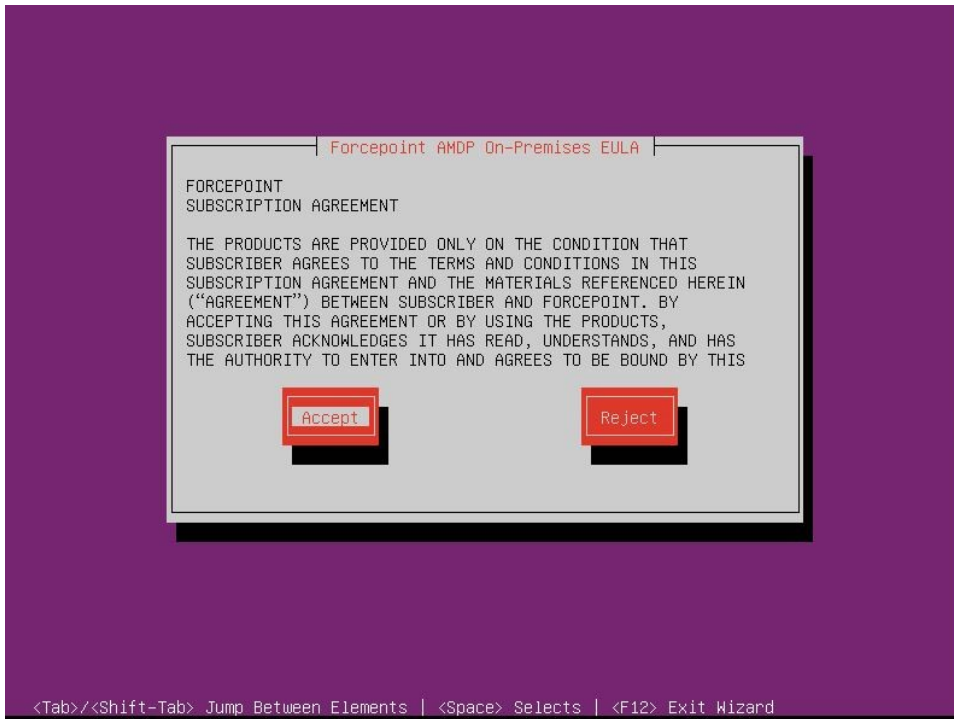 Forcepoint AMDP On-Premises EULA
FORCEPOINT
SUBSCRIPTION AGREEMENT
THE PRODUCTS ARE PROVIDED ONLY ON THE CONDITION THAT
SUBSCRIBER AGREES TO THE TERMS AND CONDITIONS IN THIS
SUBSCRIPTION AGREEMENT AND THE MATERIALS REFERENCED HEREIN
(“AGREEMENT”) BETWEEN SUBSCRIBER AND FORCEPOINT. BY
ACCEPTING THIS AGREEMENT OR BY USING THE PRODUCTS,
SUBSCRIBER ACKNOWLEDGES IT HAS READ, UNDERSTANDS, AND HAS
THE AUTHORITY TO ENTER INTO AND AGREES TO BE BOUND BY THIS
Accept Reject
<Tab>/<Shift-Tab> Jump Between Elements | <Space> Selects | <F12> Exit Wizard